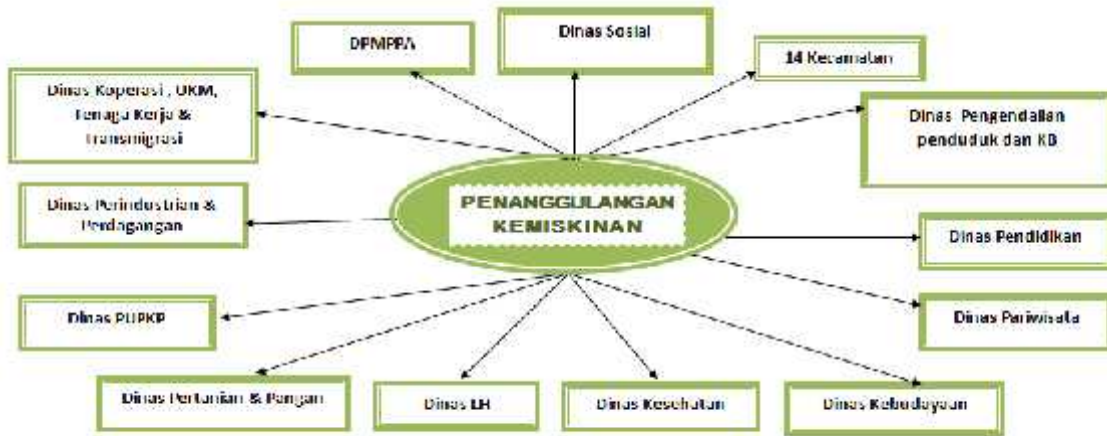 DPMPPA
Dinas Sosial
14 Kecamatan
Dinas Koperasi , UKM,
Tenaga Kerja &
Transmigrasi
Dinas Pengendalian
penduduk dan KB
PENANGGULANGAN
KEMISKINAN
Dinas Perindustrian &
Perdagangan
Dinas Pendidikan
Dinas PUPKP
Dinas Pariwisata
Dinas Pertanian & Pangan
Dinas LH
Dinas Kesehatan
Dinas Kebudayaan